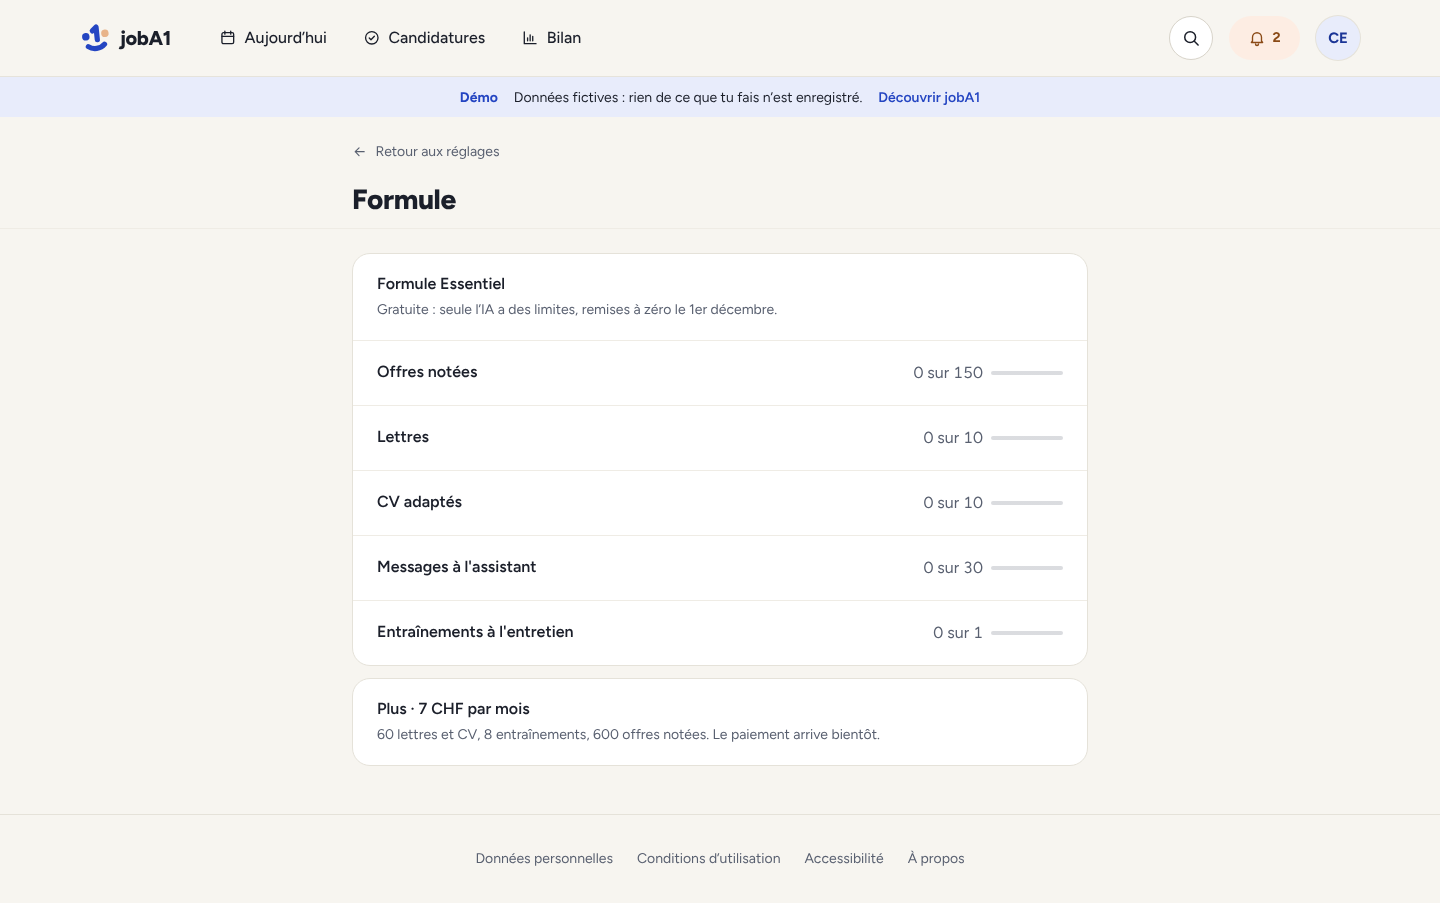 jobA1
Aujourd’hui
Candidatures
Bilan
2
CE
Démo Données fictives : rien de ce que tu fais n’est enregistré. Découvrir jobA1
← Retour aux réglages
Formule
Formule Essentiel
Gratuite : seule l’IA a des limites, remises à zéro le 1er décembre.
Offres notées 0 sur 150
Lettres 0 sur 10
CV adaptés 0 sur 10
Messages à l'assistant 0 sur 30
Entraînements à l'entretien 0 sur 1
Plus · 7 CHF par mois
60 lettres et CV, 8 entraînements, 600 offres notées. Le paiement arrive bientôt.
Données personnelles Conditions d’utilisation Accessibilité À propos